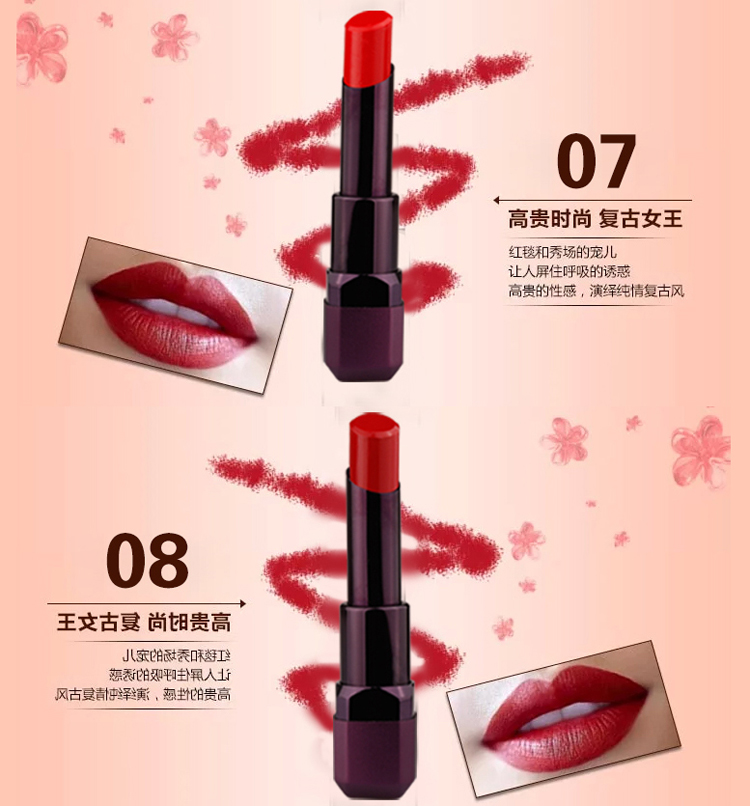 07
高贵时尚 复古女王
红毯和秀场的宠儿
让人屏住呼吸的诱惑
高贵的性感，演绎纯情复古风
08
高贵时尚 复古女王
红毯和秀场的宠儿
让人屏住呼吸的诱惑
高贵的性感，演绎纯情复古风